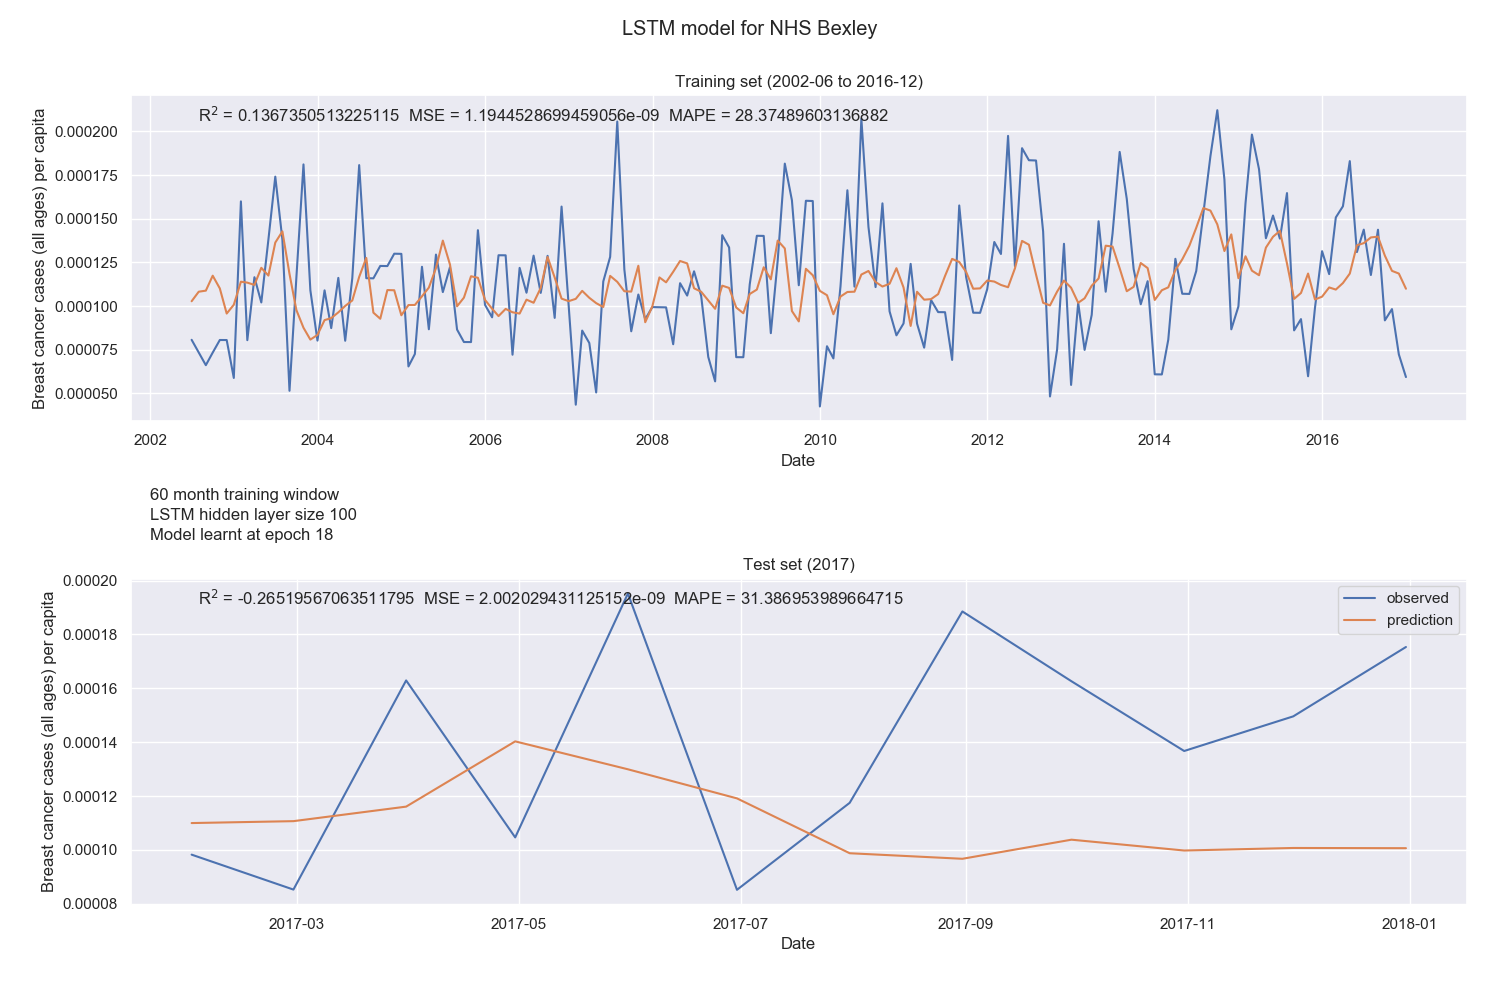 LSTM model for NHS Bexley
Training set (2002-06 to 2016-12)
R² = 0.1367350513225115 MSE = 1.1944528699459056e-09 MAPE = 28.37489603136882
Breast cancer cases (all ages) per capita
0.000200
0.000175
0.000150
0.000125
0.000100
0.000075
0.000050
2002 2004 2006 2008 2010 2012 2014 2016
Date
60 month training window
LSTM hidden layer size 100
Model learnt at epoch 18
Test set (2017)
R² = -0.26519567063511795 MSE = 2.002029431125152e-09 MAPE = 31.386953989664715
observed
prediction
Breast cancer cases (all ages) per capita
0.00020
0.00018
0.00016
0.00014
0.00012
0.00010
0.00008
2017-03 2017-05 2017-07 2017-09 2017-11 2018-01
Date